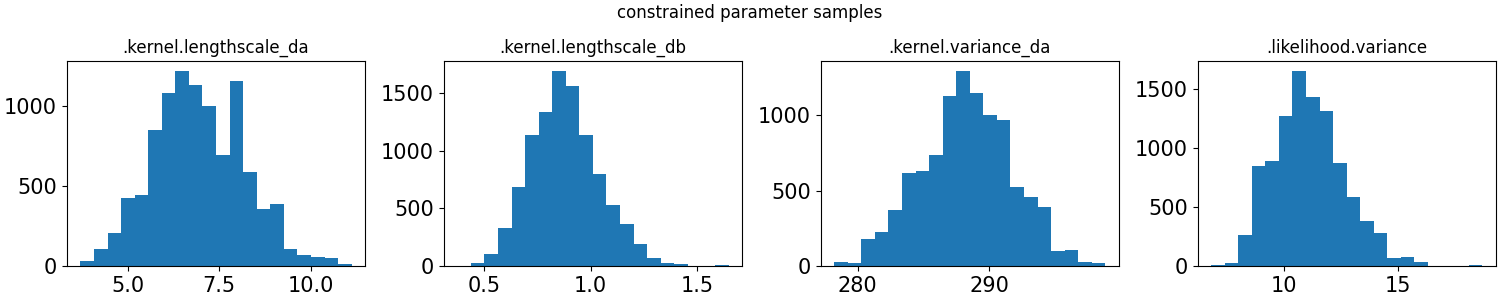 constrained parameter samples
.kernel.lengthscale_da
.kernel.lengthscale_db
.kernel.variance_da
.likelihood.variance
1000
500
0
5.0 7.5 10.0
1500
1000
500
0
0.5 1.0 1.5
1000
500
0
280 290
1500
1000
500
0
10 15